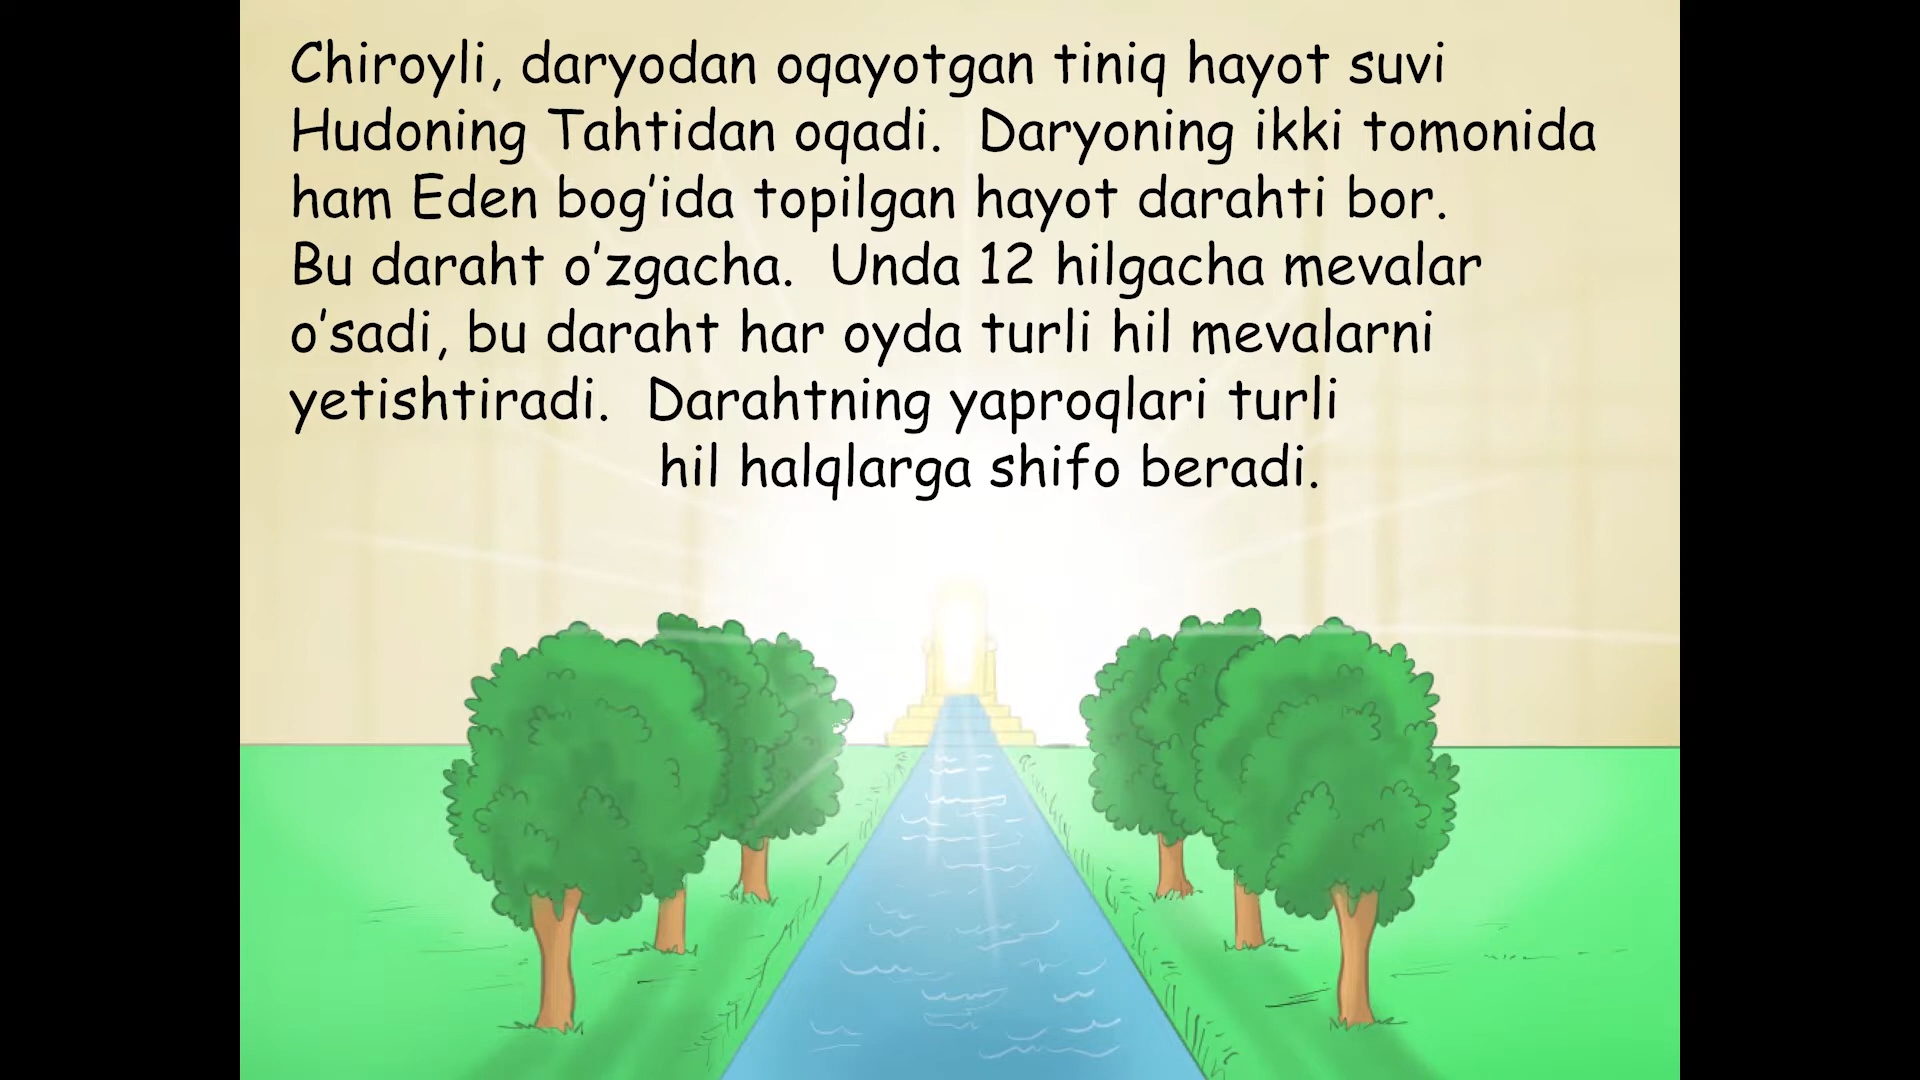 Chiroyli, daryodan oqayotgan tiniq hayot suvi
Hudoning Tahtidan oqadi.  Daryoning ikki tomonida
ham Eden bog’ida topilgan hayot darahti bor.
Bu daraht o’zgacha.  Unda 12 hilgacha mevalar
o’sadi, bu daraht har oyda turli hil mevalarni
yetishtiradi.  Darahtning yaproqlari turli
hil halqlarga shifo beradi.